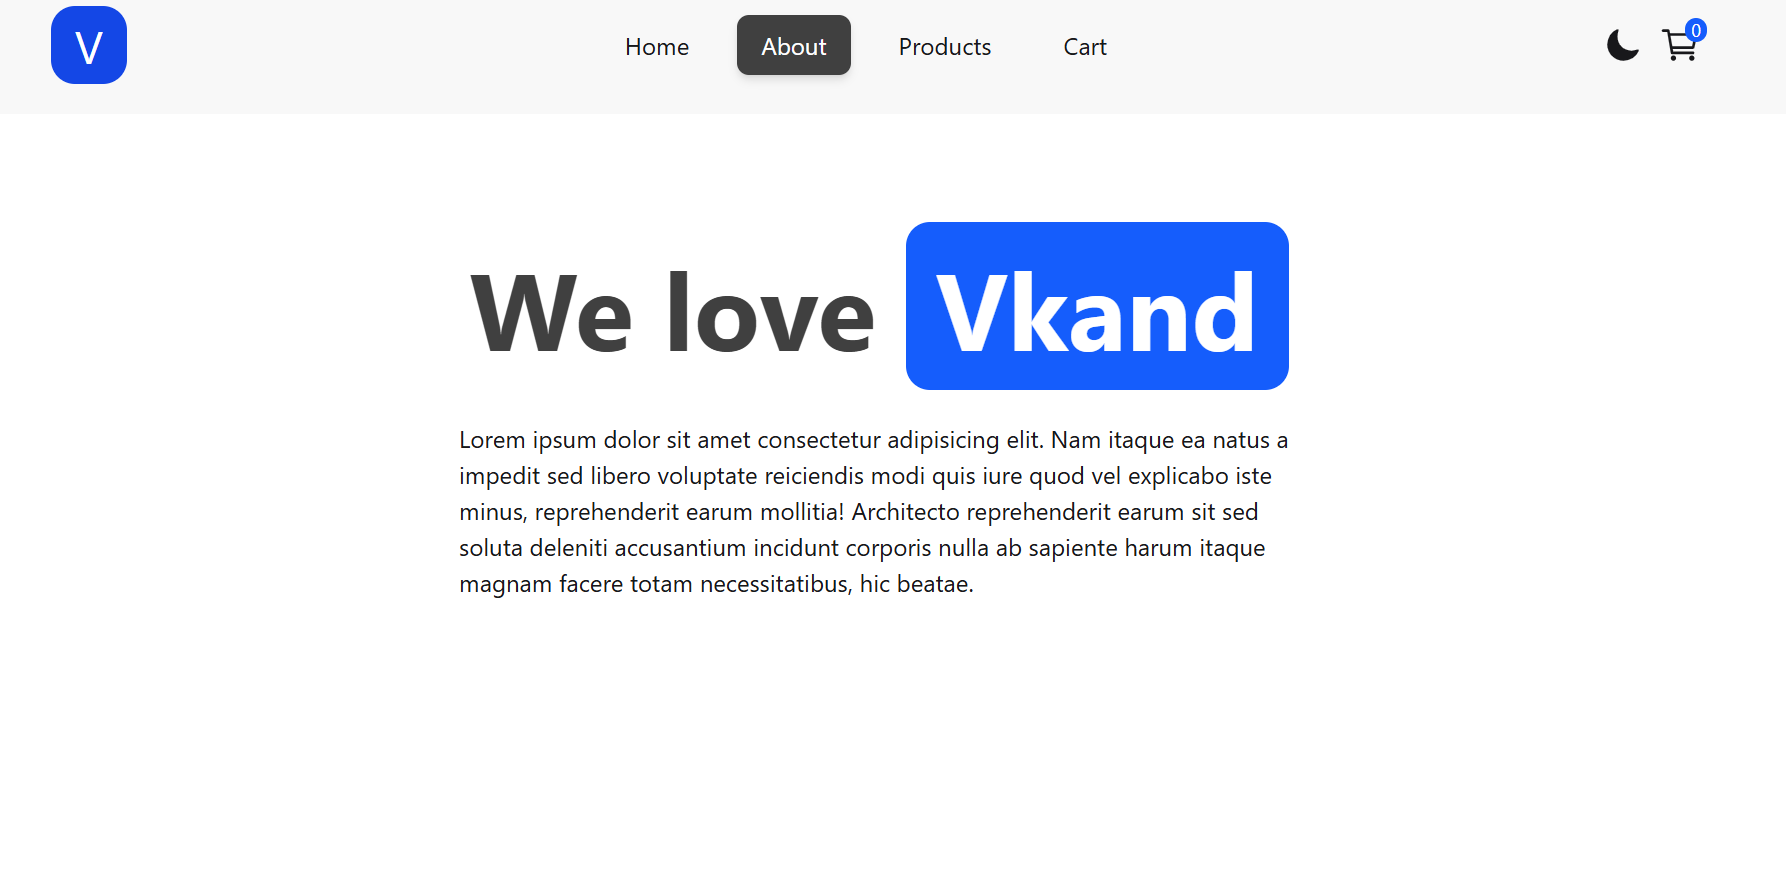 V
Home About Products Cart
0
We love Vkand
Lorem ipsum dolor sit amet consectetur adipisicing elit. Nam itaque ea natus a
impedit sed libero voluptate reiciendis modi quis iure quod vel explicabo iste
minus, reprehenderit earum mollitia! Architecto reprehenderit earum sit sed
soluta deleniti accusantium incidunt corporis nulla ab sapiente harum itaque
magnam facere totam necessitatibus, hic beatae.